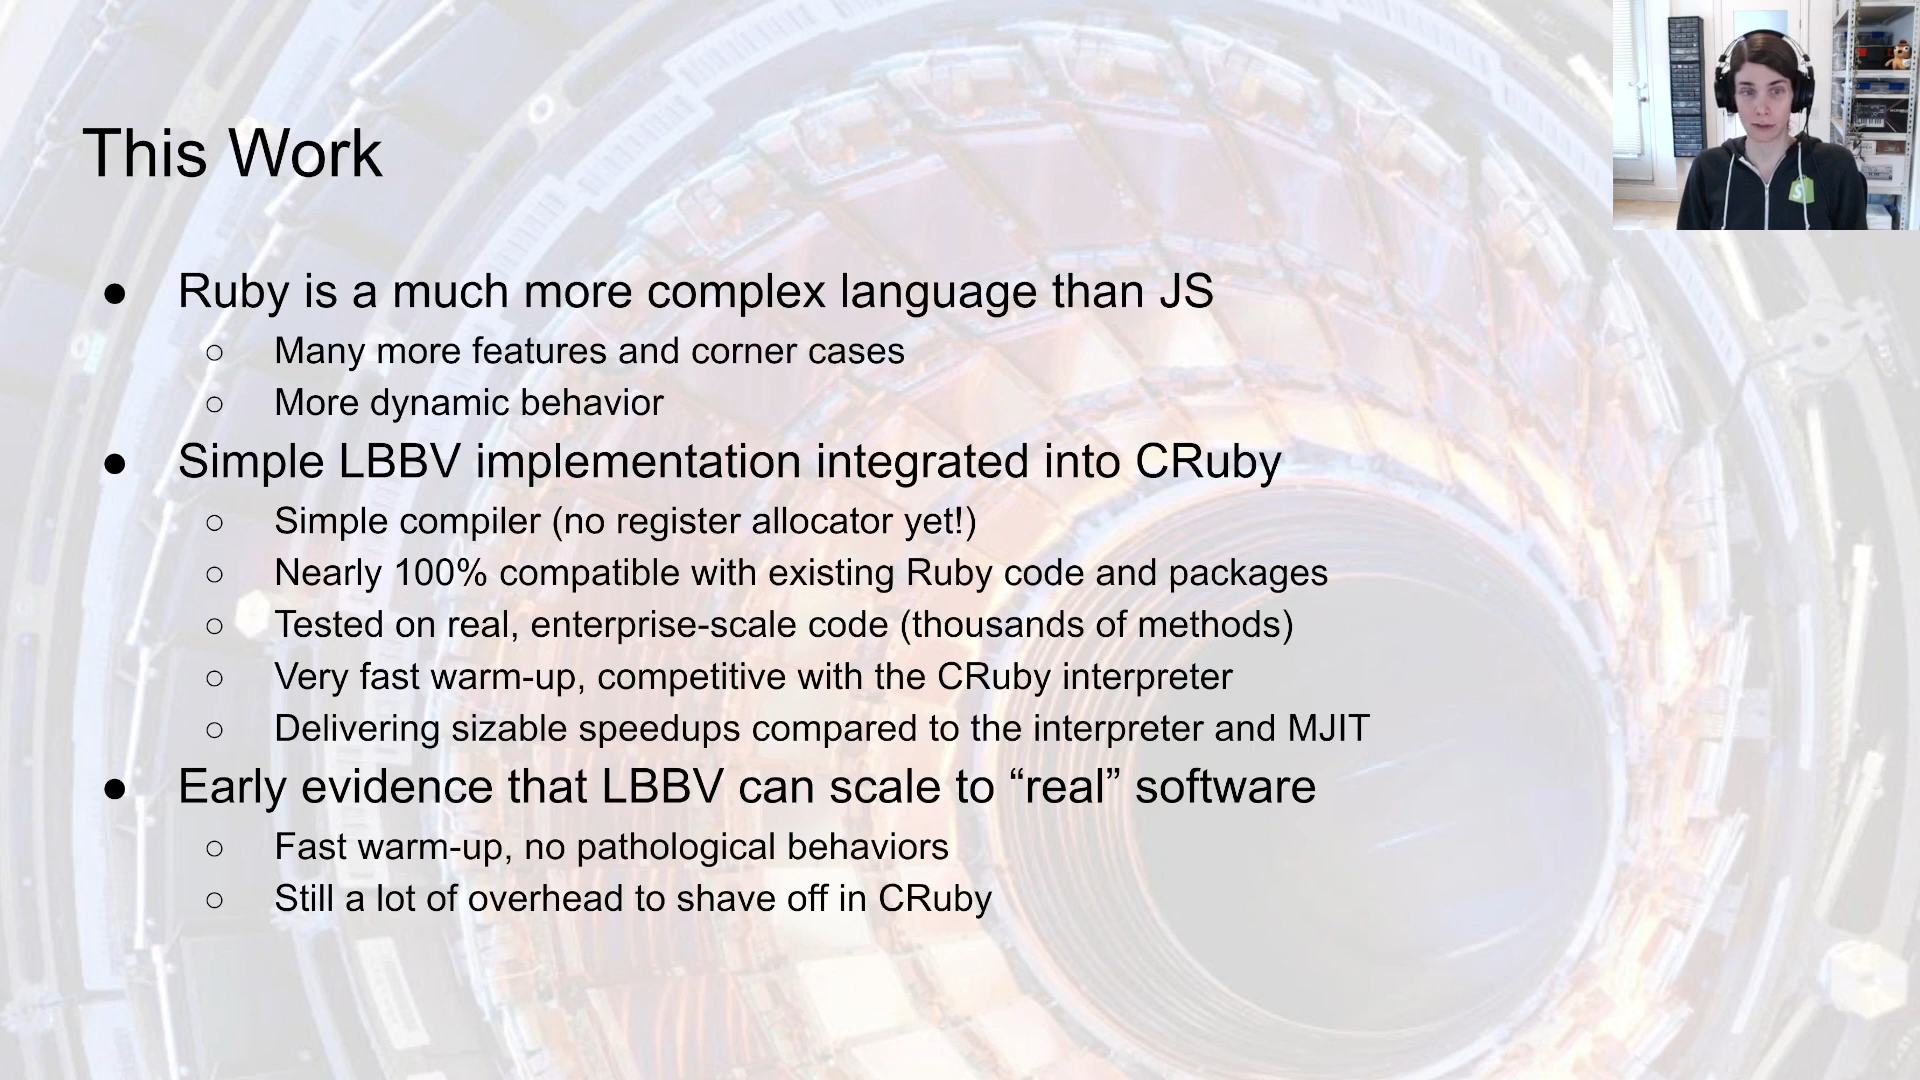 This Work
● Ruby is a much more complex language than JS
○ Many more features and corner cases
○ More dynamic behavior
● Simple LBBV implementation integrated into CRuby
○ Simple compiler (no register allocator yet!)
○ Nearly 100% compatible with existing Ruby code and packages
○ Tested on real, enterprise-scale code (thousands of methods)
○ Very fast warm-up, competitive with the CRuby interpreter
○ Delivering sizable speedups compared to the interpreter and MJIT
● Early evidence that LBBV can scale to “real” software
○ Fast warm-up, no pathological behaviors
○ Still a lot of overhead to shave off in CRuby